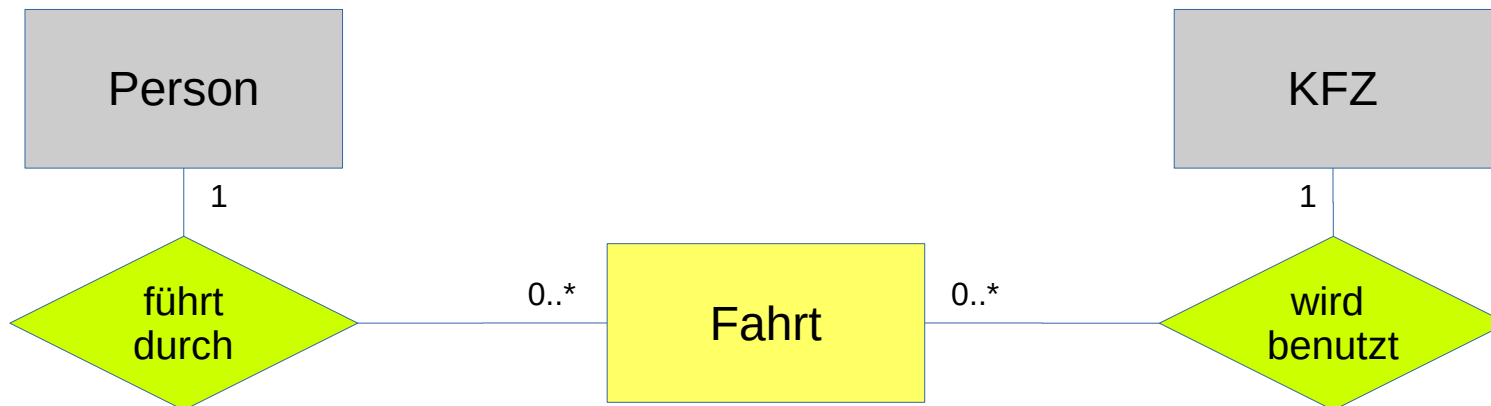 Person
KFZ
1
1
führt
durch
0..*
Fahrt
0..*
wird
benutzt